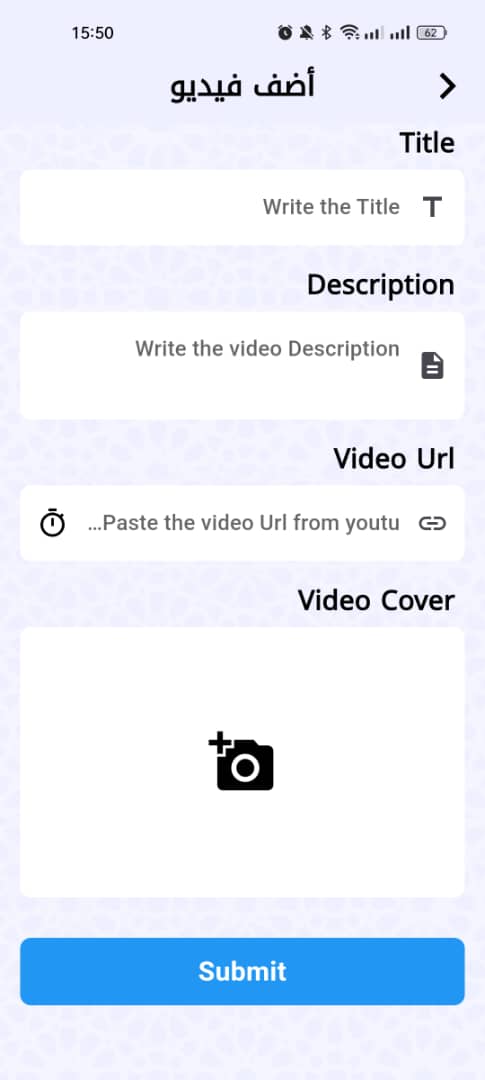 15:50
62
أضف فيديو
Title
Write the Title
Description
Write the video Description
Video Url
...Paste the video Url from youtu
Video Cover
Submit